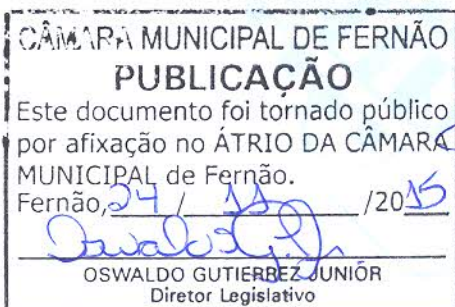 CÂMARA MUNICIPAL DE FERNÃO
PUBLICAÇÃO
Este documento foi tornado público
por afixação no ÁTRIO DA CÂMARA
MUNICIPAL de Fernão.
Fernão, 24 / 11 /2015
OSWALDO GUTIERREZ JUNIÓR
Diretor Legislativo